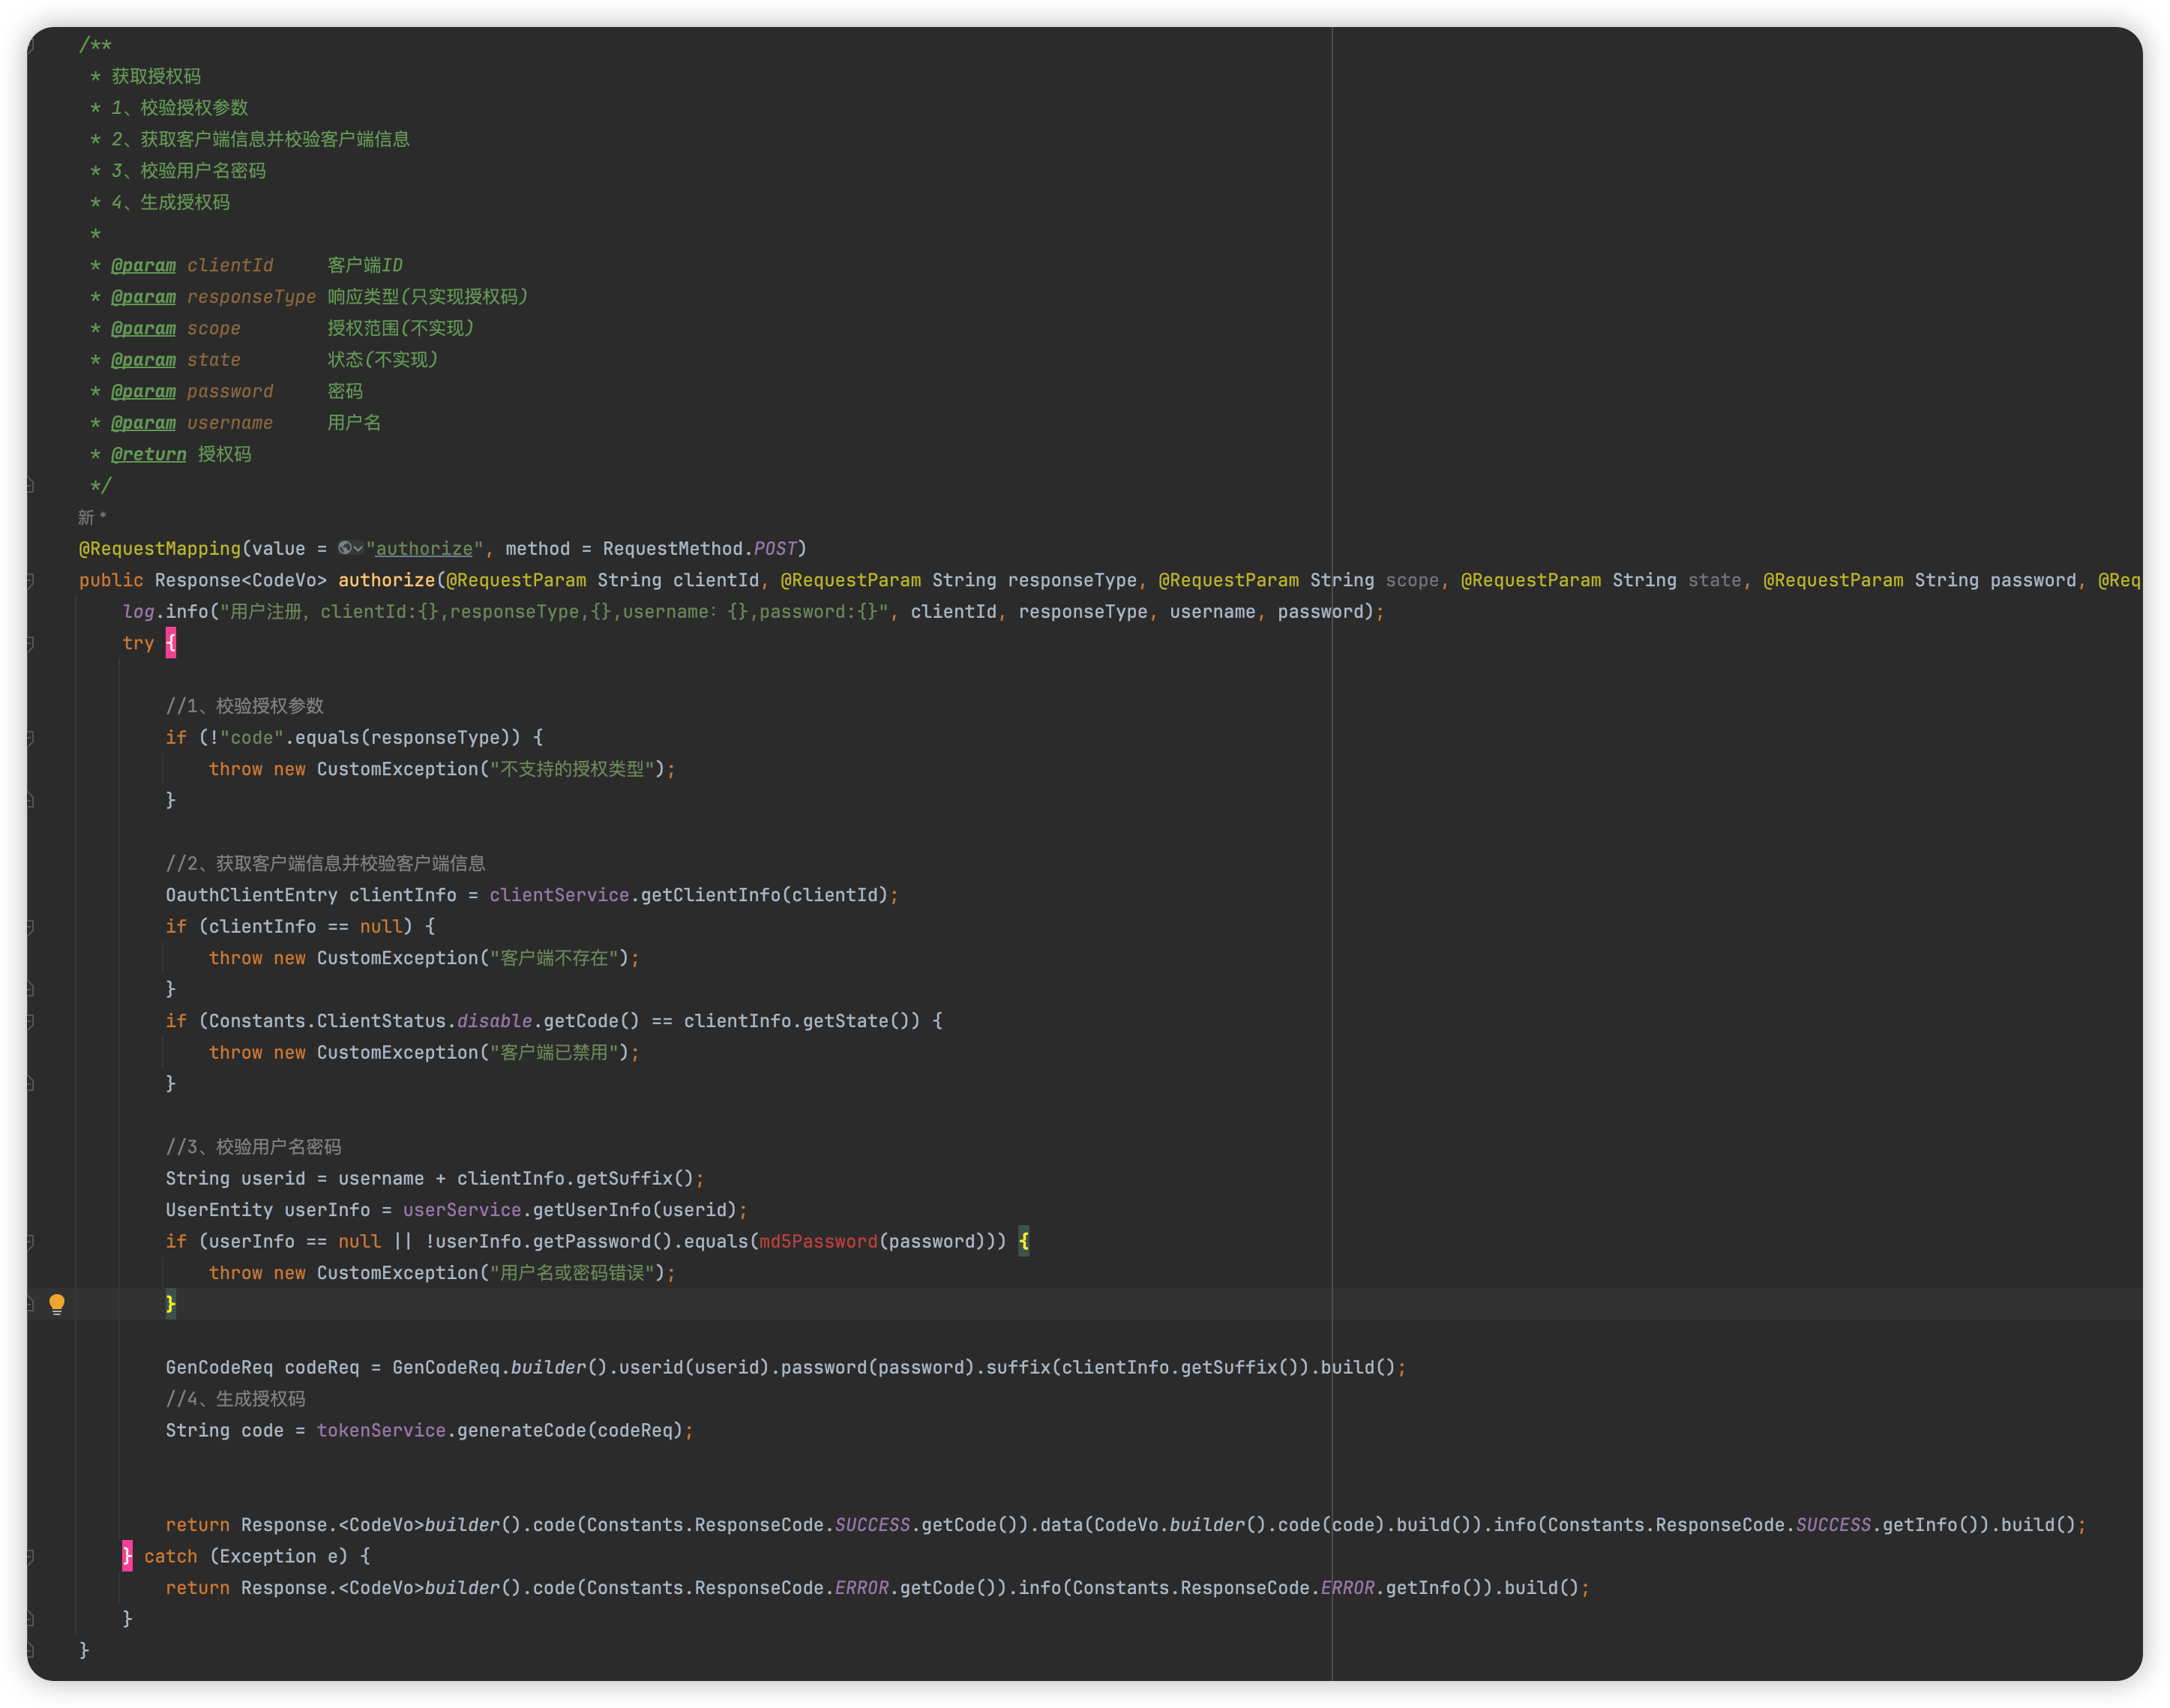 /**
 * 获取授权码
 * 1、校验授权参数
 * 2、获取客户端信息并校验客户端信息
 * 3、校验用户名密码
 * 4、生成授权码
 *
 * @param clientId     客户端ID
 * @param responseType 响应类型(只实现授权码)
 * @param scope        授权范围(不实现)
 * @param state        状态(不实现)
 * @param password     密码
 * @param username     用户名
 * @return 授权码
 */
新 *
@RequestMapping(value = "authorize", method = RequestMethod.POST)
public Response<CodeVo> authorize(@RequestParam String clientId, @RequestParam String responseType, @RequestParam String scope, @RequestParam String state, @RequestParam String password, @Req
    log.info("用户注册，clientId:{},responseType,{},username：{},password:{}", clientId, responseType, username, password);
    try {

        //1、校验授权参数
        if (!"code".equals(responseType)) {
            throw new CustomException("不支持的授权类型");
        }

        //2、获取客户端信息并校验客户端信息
        OauthClientEntry clientInfo = clientService.getClientInfo(clientId);
        if (clientInfo == null) {
            throw new CustomException("客户端不存在");
        }
        if (Constants.ClientStatus.disable.getCode() == clientInfo.getState()) {
            throw new CustomException("客户端已禁用");
        }

        //3、校验用户名密码
        String userid = username + clientInfo.getSuffix();
        UserEntity userInfo = userService.getUserInfo(userid);
        if (userInfo == null || !userInfo.getPassword().equals(md5Password(password))) {
            throw new CustomException("用户名或密码错误");
        }

        GenCodeReq codeReq = GenCodeReq.builder().userid(userid).password(password).suffix(clientInfo.getSuffix()).build();
        //4、生成授权码
        String code = tokenService.generateCode(codeReq);


        return Response.<CodeVo>builder().code(Constants.ResponseCode.SUCCESS.getCode()).data(CodeVo.builder().code(code).build()).info(Constants.ResponseCode.SUCCESS.getInfo()).build();
    } catch (Exception e) {
        return Response.<CodeVo>builder().code(Constants.ResponseCode.ERROR.getCode()).info(Constants.ResponseCode.ERROR.getInfo()).build();
    }
}